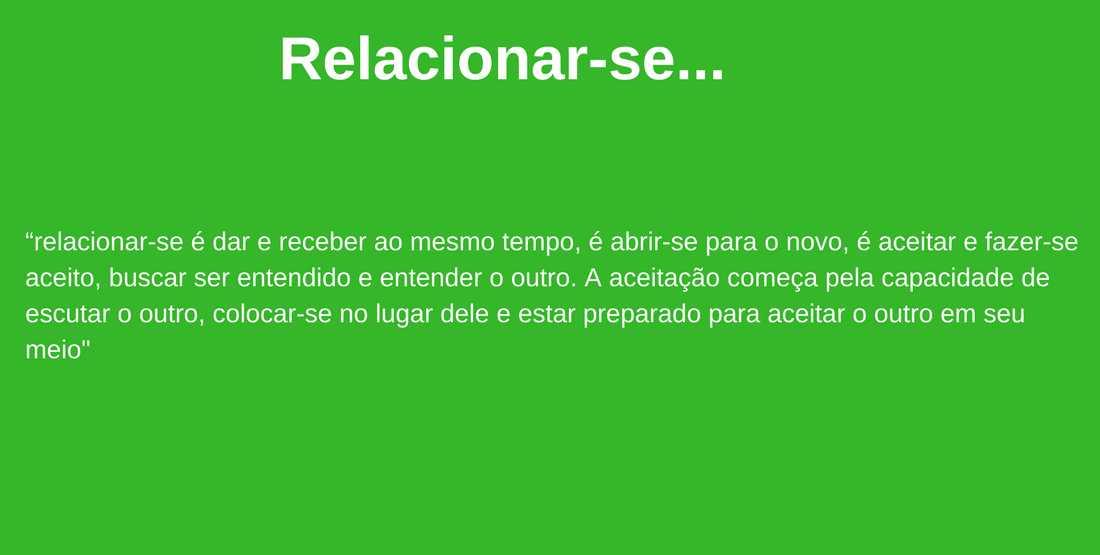 Relacionar-se...
“relacionar-se é dar e receber ao mesmo tempo, é abrir-se para o novo, é aceitar e fazer-se
aceito, buscar ser entendido e entender o outro. A aceitação começa pela capacidade de
escutar o outro, colocar-se no lugar dele e estar preparado para aceitar o outro em seu
meio"